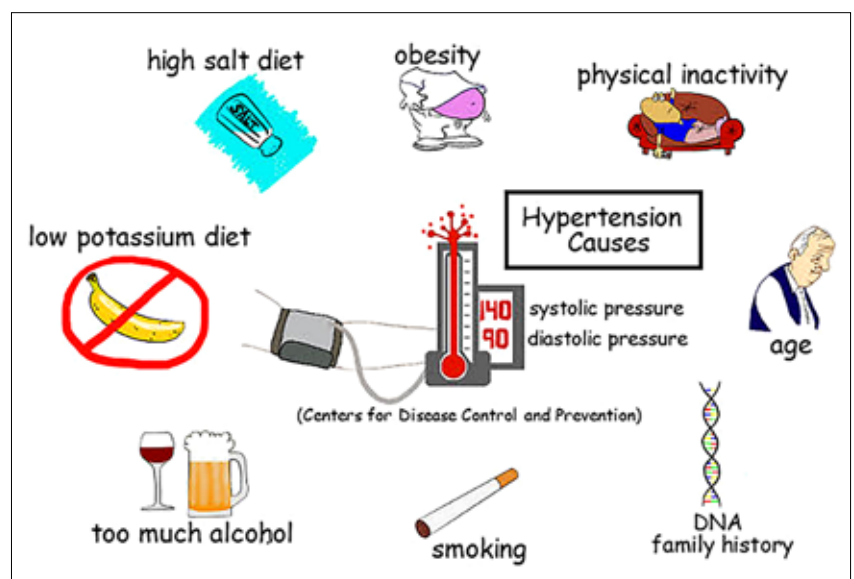 high salt diet
obesity
physical inactivity
SALT
Hypertension
Causes
low potassium diet
140 systolic pressure
90 diastolic pressure
age
(Centers for Disease Control and Prevention)
too much alcohol
smoking
DNA
family history